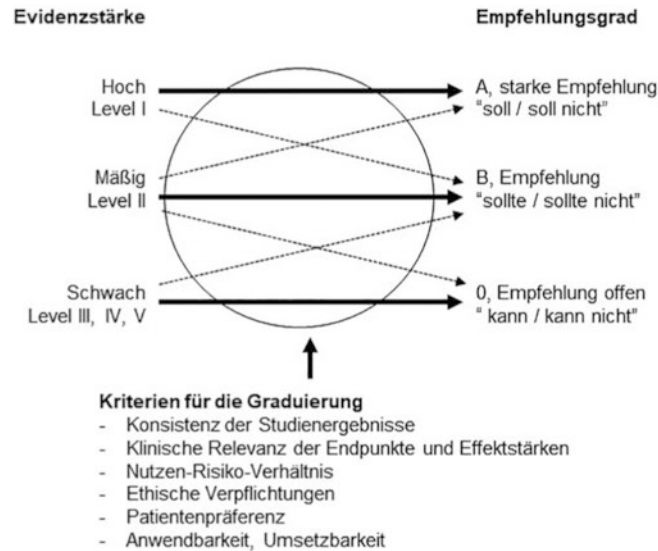 Evidenzstärke
Empfehlungsgrad
Hoch
Level I
A, starke Empfehlung
"soll / soll nicht"
Mäßig
Level II
B, Empfehlung
"sollte / sollte nicht"
Schwach
Level III, IV, V
0, Empfehlung offen
" kann / kann nicht"
Kriterien für die Graduierung
- Konsistenz der Studienergebnisse
- Klinische Relevanz der Endpunkte und Effektstärken
- Nutzen-Risiko-Verhältnis
- Ethische Verpflichtungen
- Patientenpräferenz
- Anwendbarkeit, Umsetzbarkeit